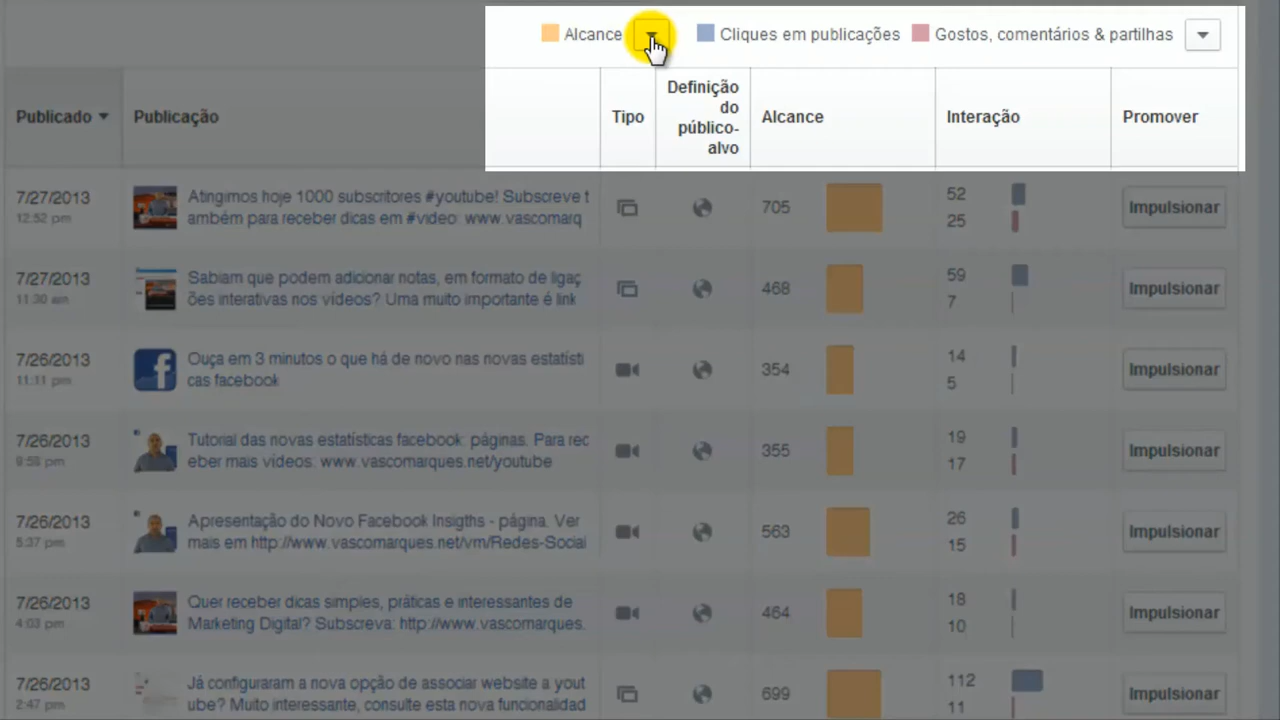 Alcance Cliques em publicações Gostos, comentários & partilhas
Publicado Publicação Tipo Definição do público-alvo Alcance Interação Promover
7/27/2013
12:52 pm
Atingimos hoje 1000 subscritores #youtube! Subscreve t
ambém para receber dicas em #video: www.vascomarq
705
52
25
Impulsionar
7/27/2013
11:30 am
Sabiam que podem adicionar notas, em formato de ligaç
ões interativas nos vídeos? Uma muito importante é link
468
59
7
Impulsionar
7/26/2013
11:11 pm
Ouça em 3 minutos o que há de novo nas novas estatísti
cas facebook
354
14
5
Impulsionar
7/26/2013
9:58 pm
Tutorial das novas estatísticas facebook: páginas. Para rec
eber mais vídeos: www.vascomarques.net/youtube
355
19
17
Impulsionar
7/26/2013
5:37 pm
Apresentação do Novo Facebook Insigths - página. Ver
mais em http://www.vascomarques.net/vm/Redes-Social
563
26
15
Impulsionar
7/26/2013
4:03 pm
Quer receber dicas simples, práticas e interessantes de
Marketing Digital? Subscreva: http://www.vascomarques.
464
18
10
Impulsionar
7/26/2013
2:47 pm
Já configuraram a nova opção de associar website a yout
ube? Muito interessante, consulte esta nova funcionalidad
699
112
11
Impulsionar